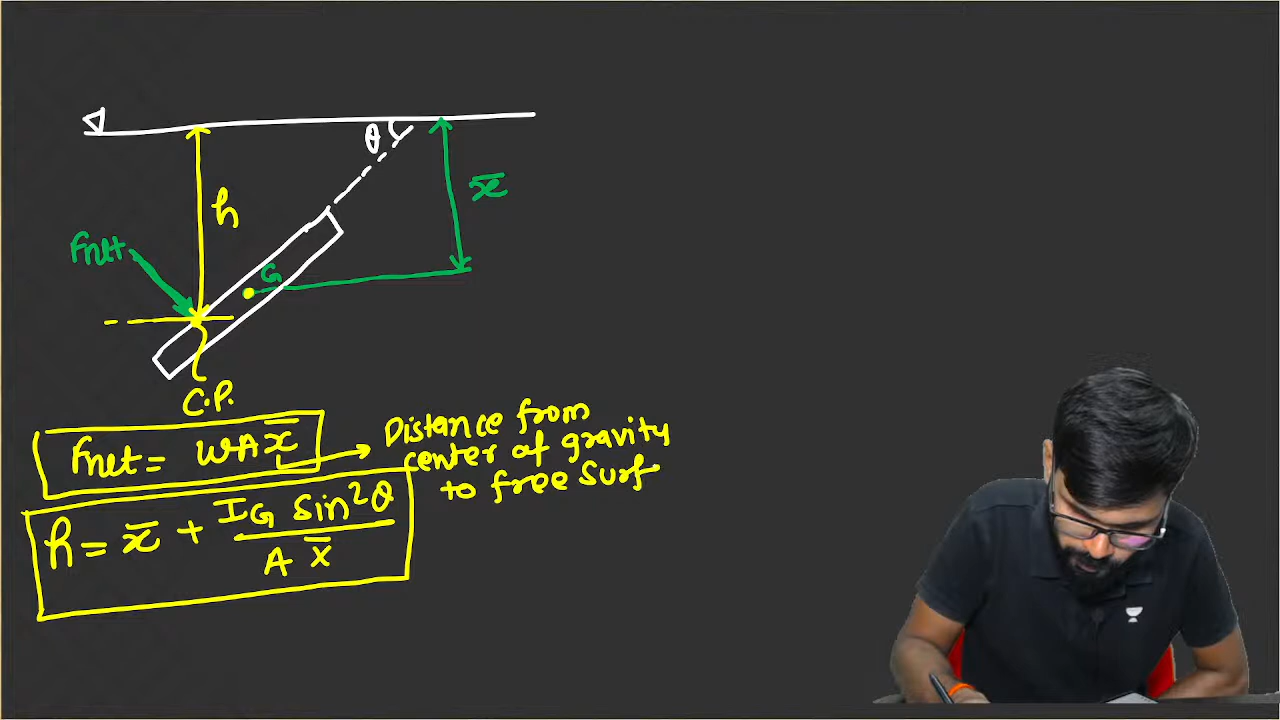 θ
x̄
h
Fnet
G
C.P.
Fnet = wAx̄
Distance from
center of gravity
to free surf
h = x̄ + IG Sin²θ / A x̄